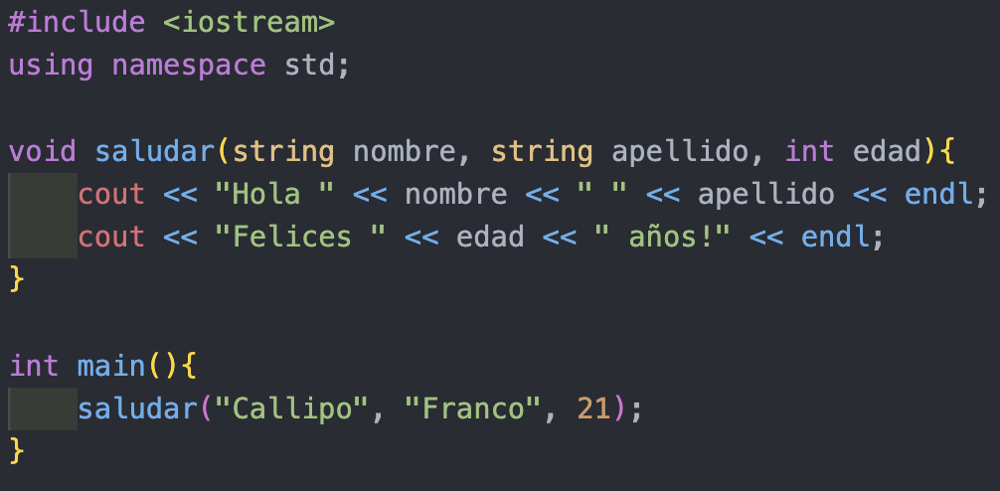 #include <iostream>
using namespace std;

void saludar(string nombre, string apellido, int edad){
    cout << "Hola " << nombre << " " << apellido << endl;
    cout << "Felices " << edad << " años!" << endl;
}

int main(){
    saludar("Callipo", "Franco", 21);
}